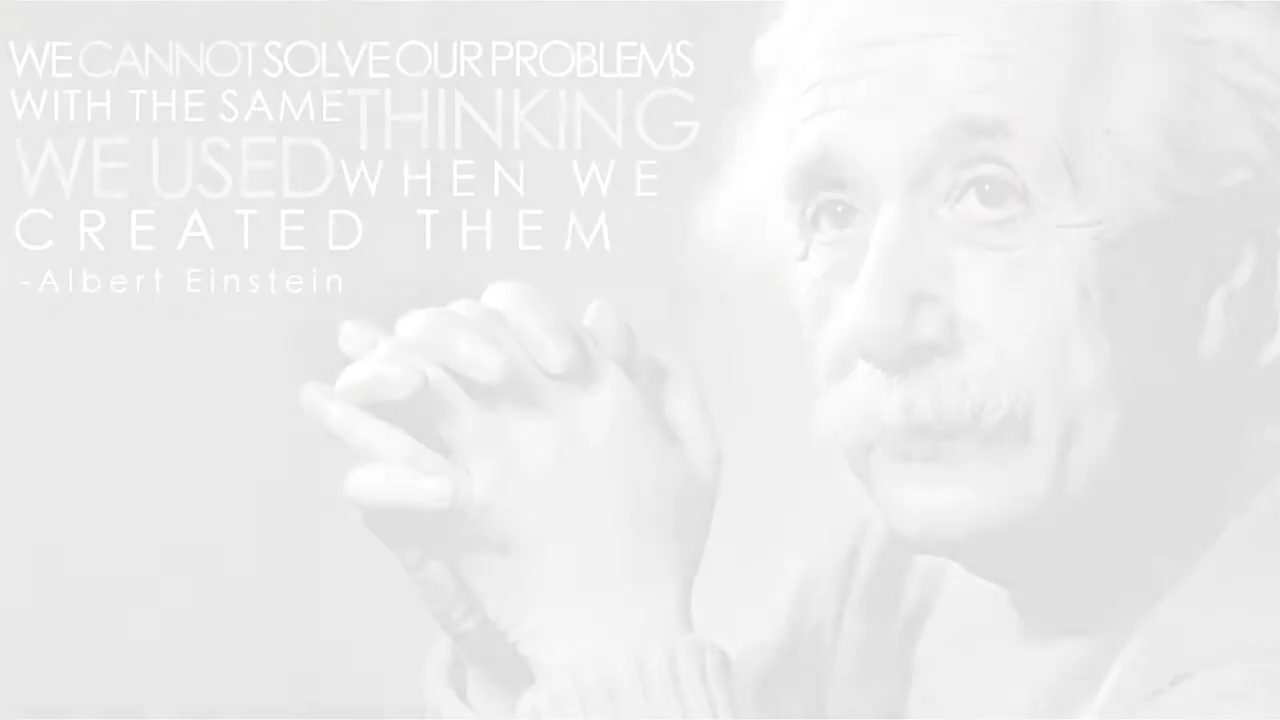 WE CANNOT SOLVE OUR PROBLEMS
WITH THE SAME THINKING
WE USED WHEN WE
CREATED THEM
-Albert Einstein